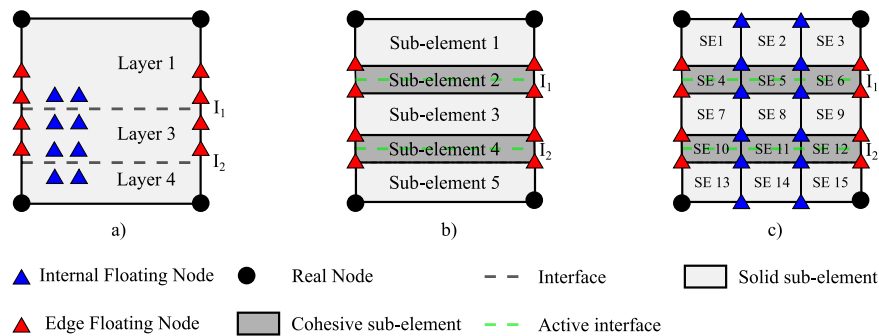 Layer 1
I1
Layer 3
I2
Layer 4
a)
Sub-element 1
Sub-element 2
I1
Sub-element 3
Sub-element 4
I2
Sub-element 5
b)
SE1 SE 2 SE 3
SE 4 SE 5 SE 6
I1
SE 7 SE 8 SE 9
SE 10 SE 11 SE 12
I2
SE 13 SE 14 SE 15
c)
Internal Floating Node Real Node Interface Solid sub-element
Edge Floating Node Cohesive sub-element Active interface